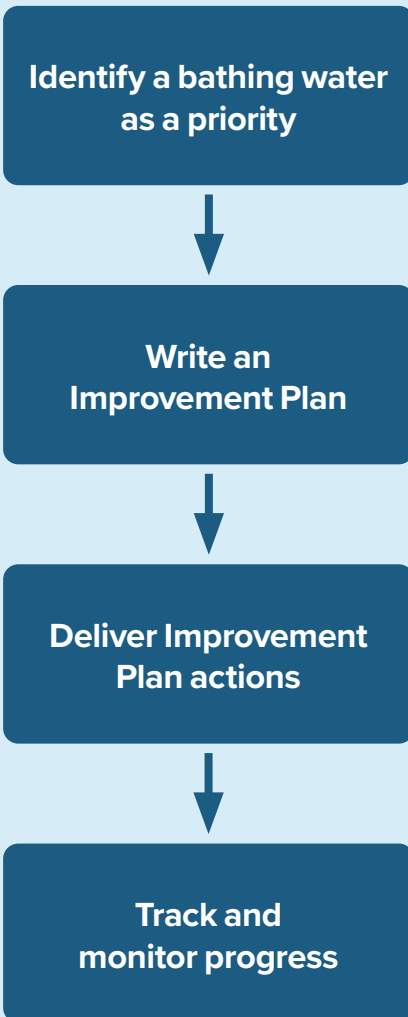 Identify a bathing water
as a priority
Write an
Improvement Plan
Deliver Improvement
Plan actions
Track and
monitor progress